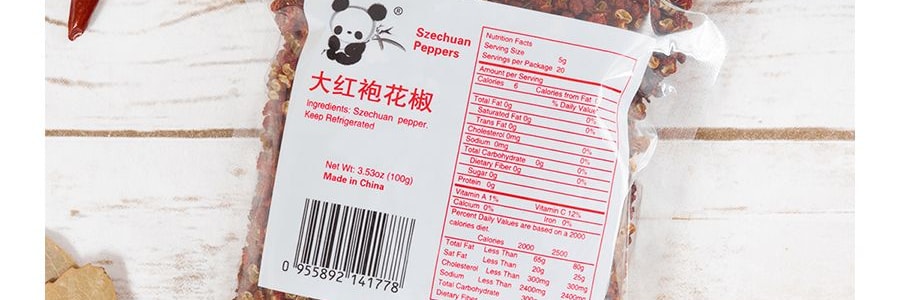 ®
Szechuan
Peppers
大红袍花椒
Ingredients: Szechuan pepper.
Keep Refrigerated
Net Wt: 3.53oz (100g)
Made in China
0 955892 141778
Nutrition Facts
Serving Size 5g
Servings per Package 20
Amount per Serving
Calories 6 Calories from Fat
% Daily Value
Total Fat 0g 0%
Saturated Fat 0g 0%
Trans Fat 0g 0%
Cholesterol 0mg 0%
Sodium 0mg 0%
Total Carbohydrate 0g 0%
Dietary Fiber 0g 0%
Sugar 0g
Protein 0g
Vitamin A 1% Vitamin C 12%
Calcium 0% Iron 0%
Percent Daily Values are based on a 2000
calories diet.
Calories 2000 2500
Total Fat Less Than 65g 80g
Sat Fat Less Than 20g 25g
Cholesterol Less Than 300mg 300mg
Sodium Less Than 2400mg 2400mg
Total Carbohydrate 300g
Dietary Fiber